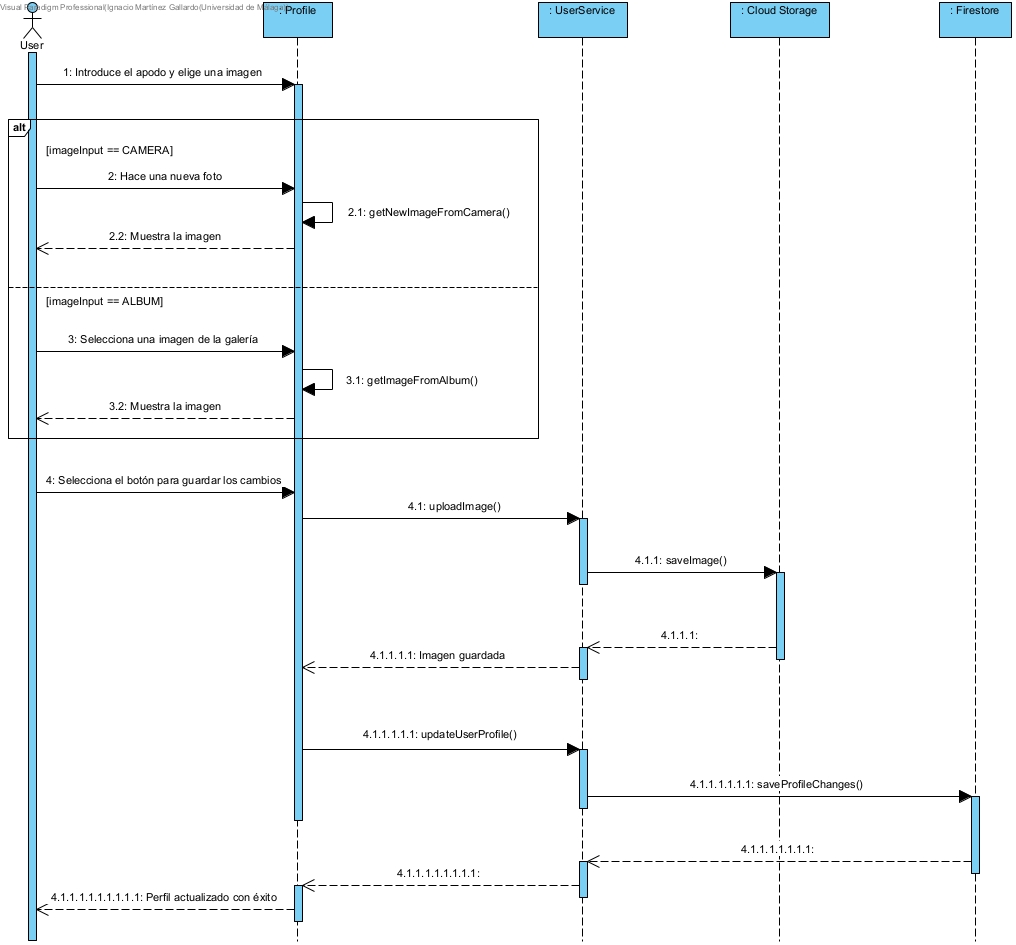 Visual Paradigm Professional(Ignacio Martínez Gallardo(Universidad de Málaga))
: Profile
: UserService
: Cloud Storage
: Firestore
User
1: Introduce el apodo y elige una imagen
alt
[imageInput == CAMERA]
2: Hace una nueva foto
2.1: getNewImageFromCamera()
2.2: Muestra la imagen
[imageInput == ALBUM]
3: Selecciona una imagen de la galería
3.1: getImageFromAlbum()
3.2: Muestra la imagen
4: Selecciona el botón para guardar los cambios
4.1: uploadImage()
4.1.1: saveImage()
4.1.1.1:
4.1.1.1.1: Imagen guardada
4.1.1.1.1.1: updateUserProfile()
4.1.1.1.1.1.1: saveProfileChanges()
4.1.1.1.1.1.1.1:
4.1.1.1.1.1.1.1.1:
4.1.1.1.1.1.1.1.1.1: Perfil actualizado con éxito